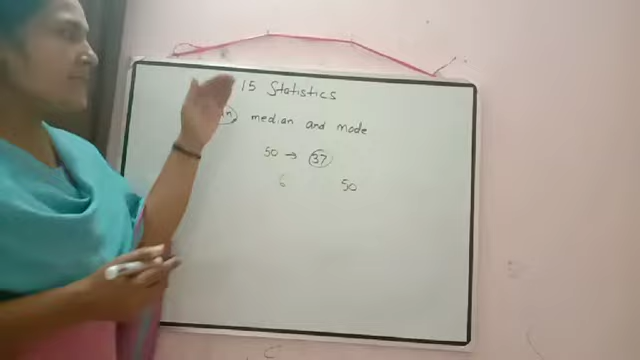 15 Statistics
median and mode
50 → 37
6 50